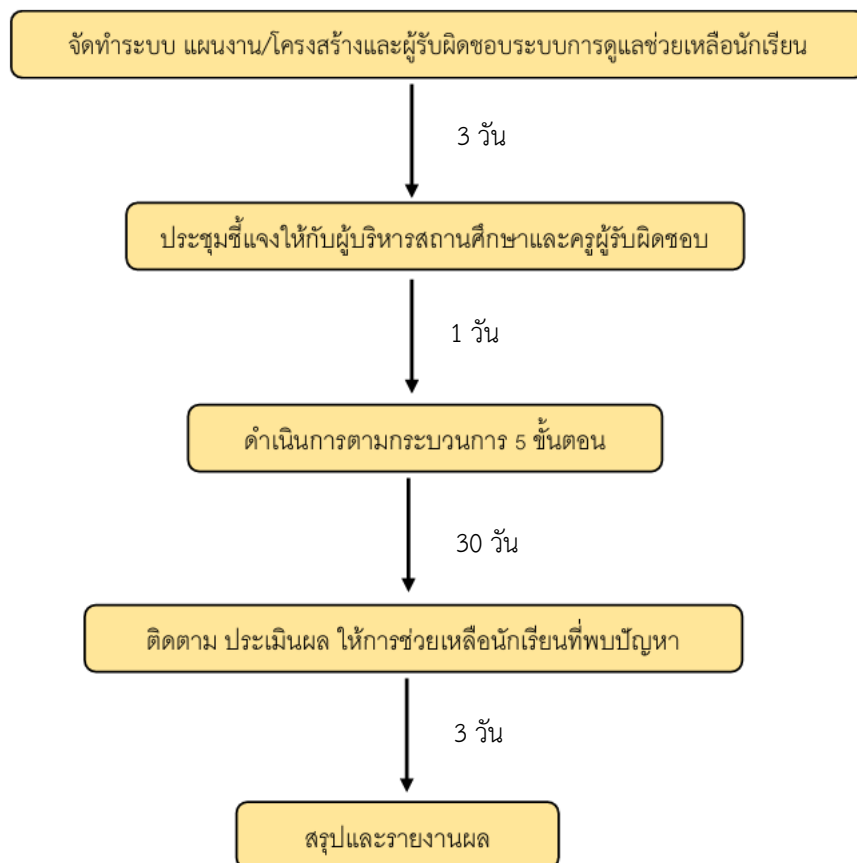 จัดทำระบบ แผนงาน/โครงสร้างและผู้รับผิดชอบระบบการดูแลช่วยเหลือนักเรียน
3 วัน
ประชุมชี้แจงให้กับผู้บริหารสถานศึกษาและครูผู้รับผิดชอบ
1 วัน
ดำเนินการตามกระบวนการ 5 ขั้นตอน
30 วัน
ติดตาม ประเมินผล ให้การช่วยเหลือนักเรียนที่พบปัญหา
3 วัน
สรุปและรายงานผล